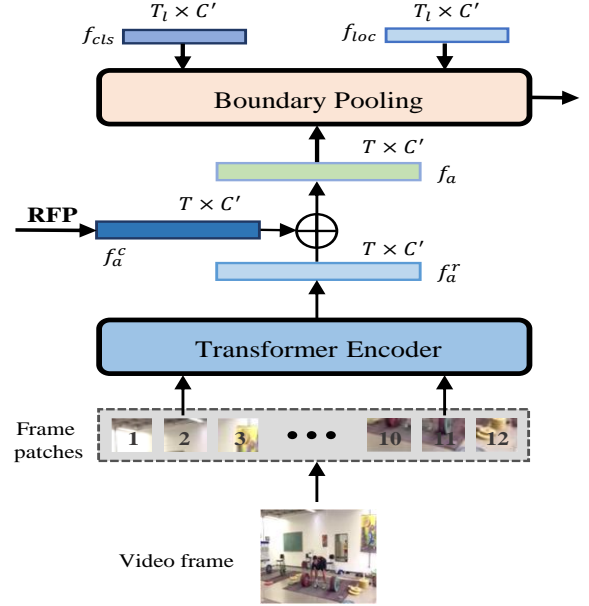 T_l × C′
T_l × C′
f_cls
f_loc
Boundary Pooling
T × C′
f_a
RFP
T × C′
T × C′
f_a^c
f_a^r
Transformer Encoder
Frame patches
1 2 3 ••• 10 11 12
Video frame